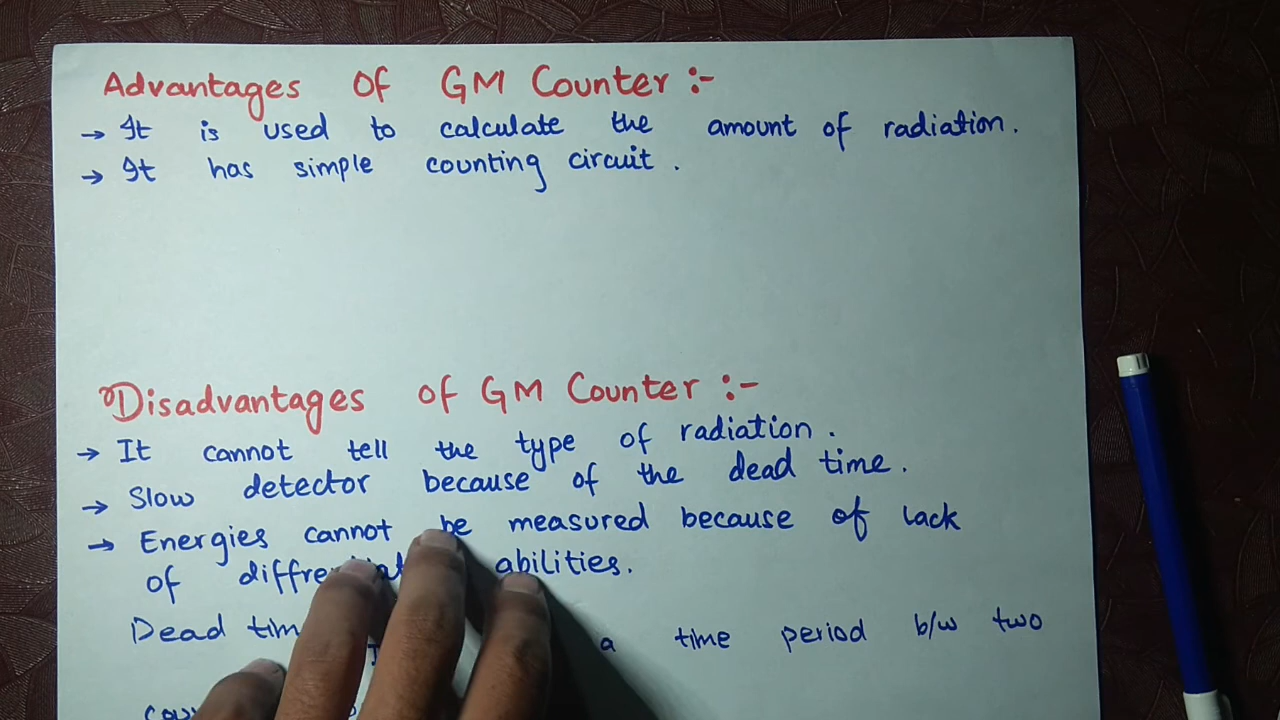 Advantages Of GM Counter :-
→ It is used to calculate the amount of radiation.
→ It has simple counting circuit.
Disadvantages of GM Counter :-
→ It cannot tell the type of radiation.
→ Slow detector because of the dead time.
→ Energies cannot be measured because of lack
of abilities.
Dead a time period b/w two